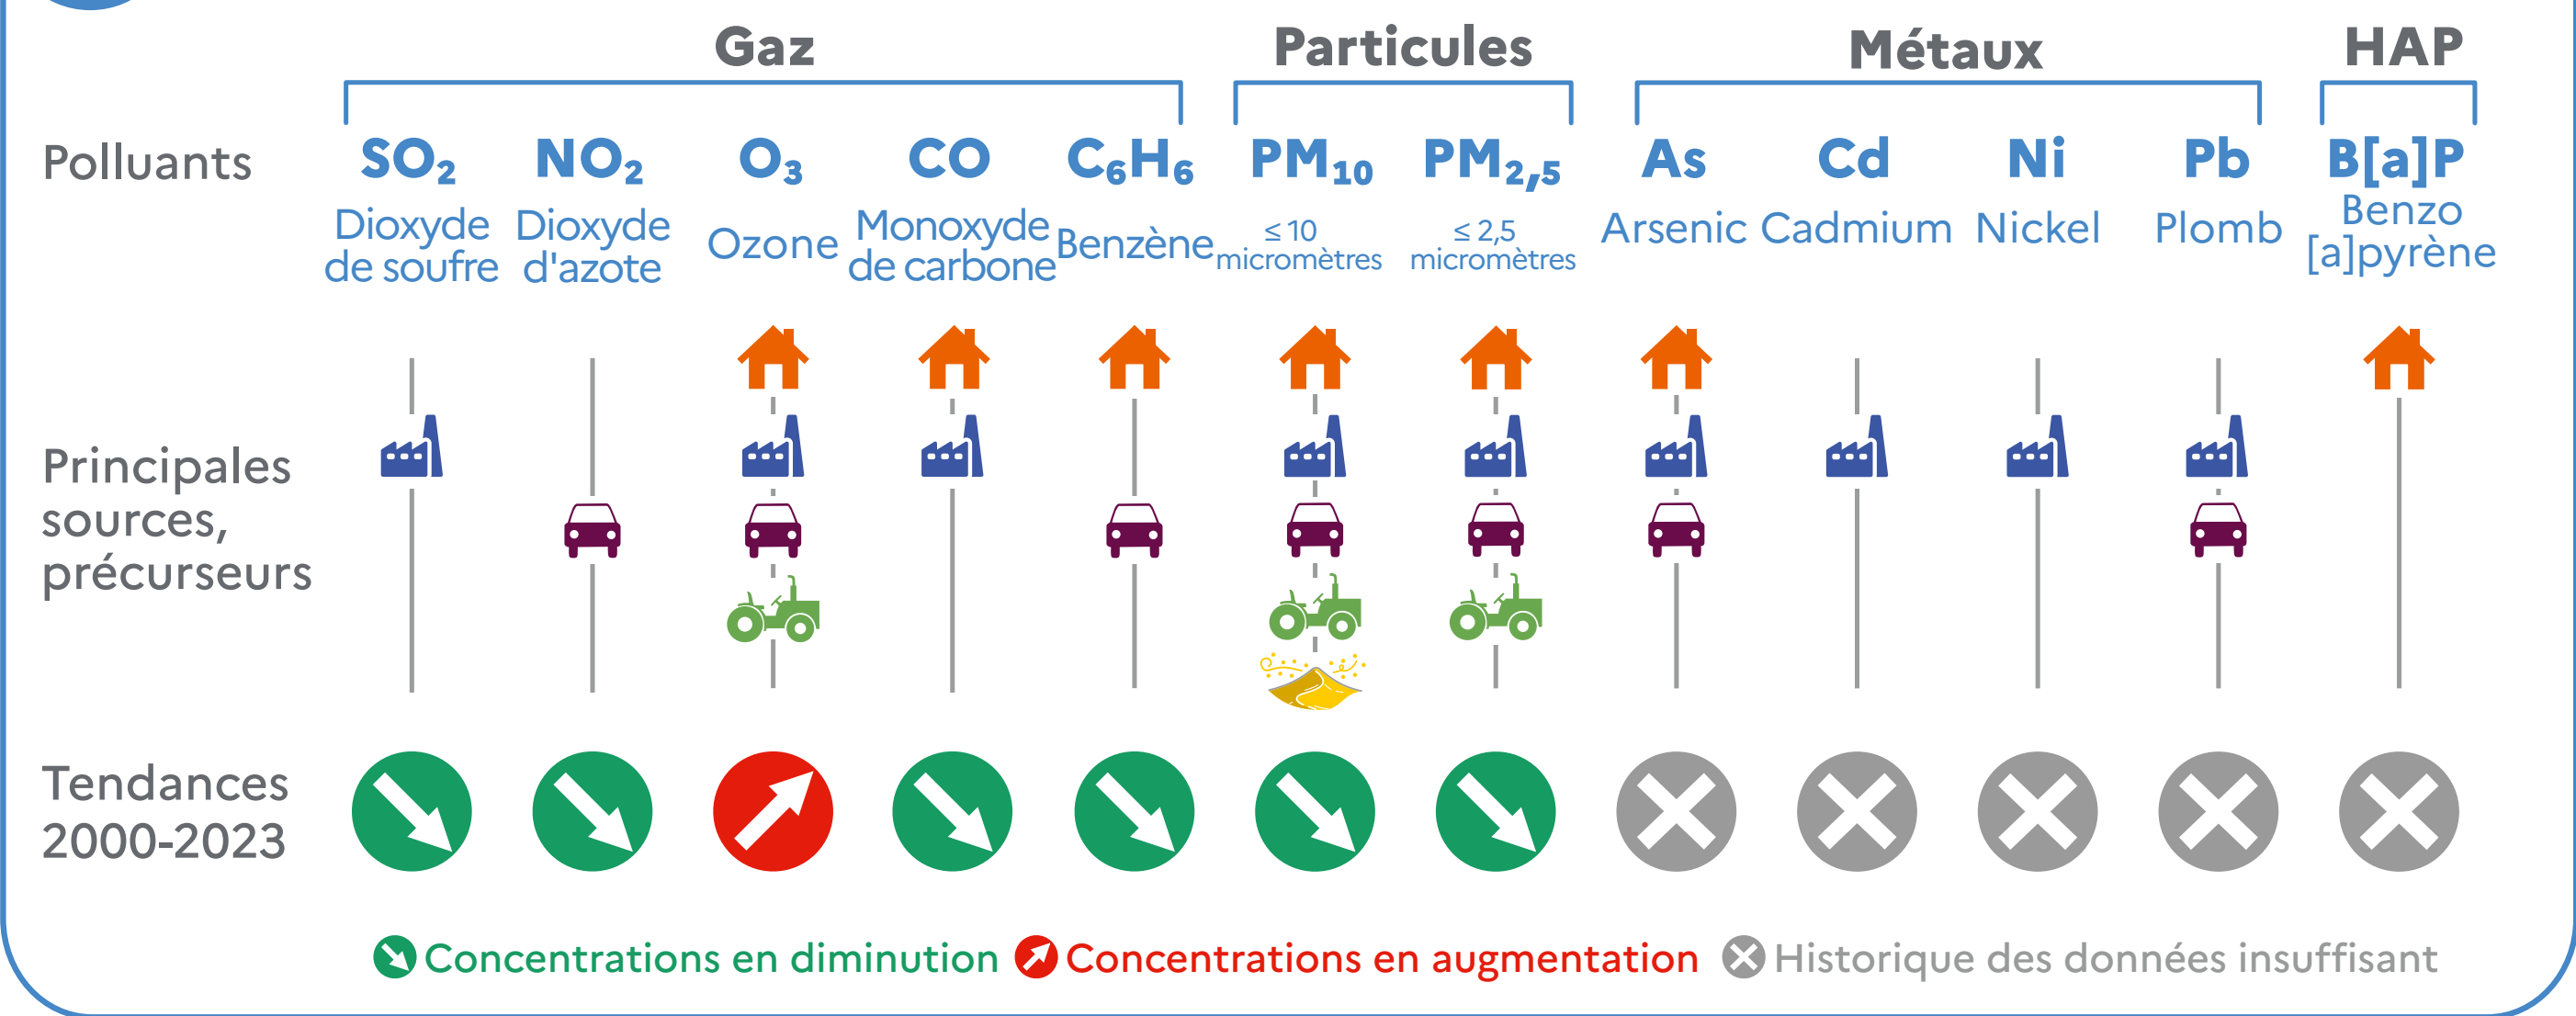 Gaz
Particules
Métaux
HAP
Polluants
SO₂
NO₂
O₃
CO
C₆H₆
PM₁₀
PM₂,₅
As
Cd
Ni
Pb
B[a]P
Dioxyde
de soufre
Dioxyde
d'azote
Ozone
Monoxyde
de carbone
Benzène
≤ 10
micromètres
≤ 2,5
micromètres
Arsenic
Cadmium
Nickel
Plomb
Benzo
[a]pyrène
Principales
sources,
précurseurs
Tendances
2000-2023
Concentrations en diminution
Concentrations en augmentation
Historique des données insuffisant